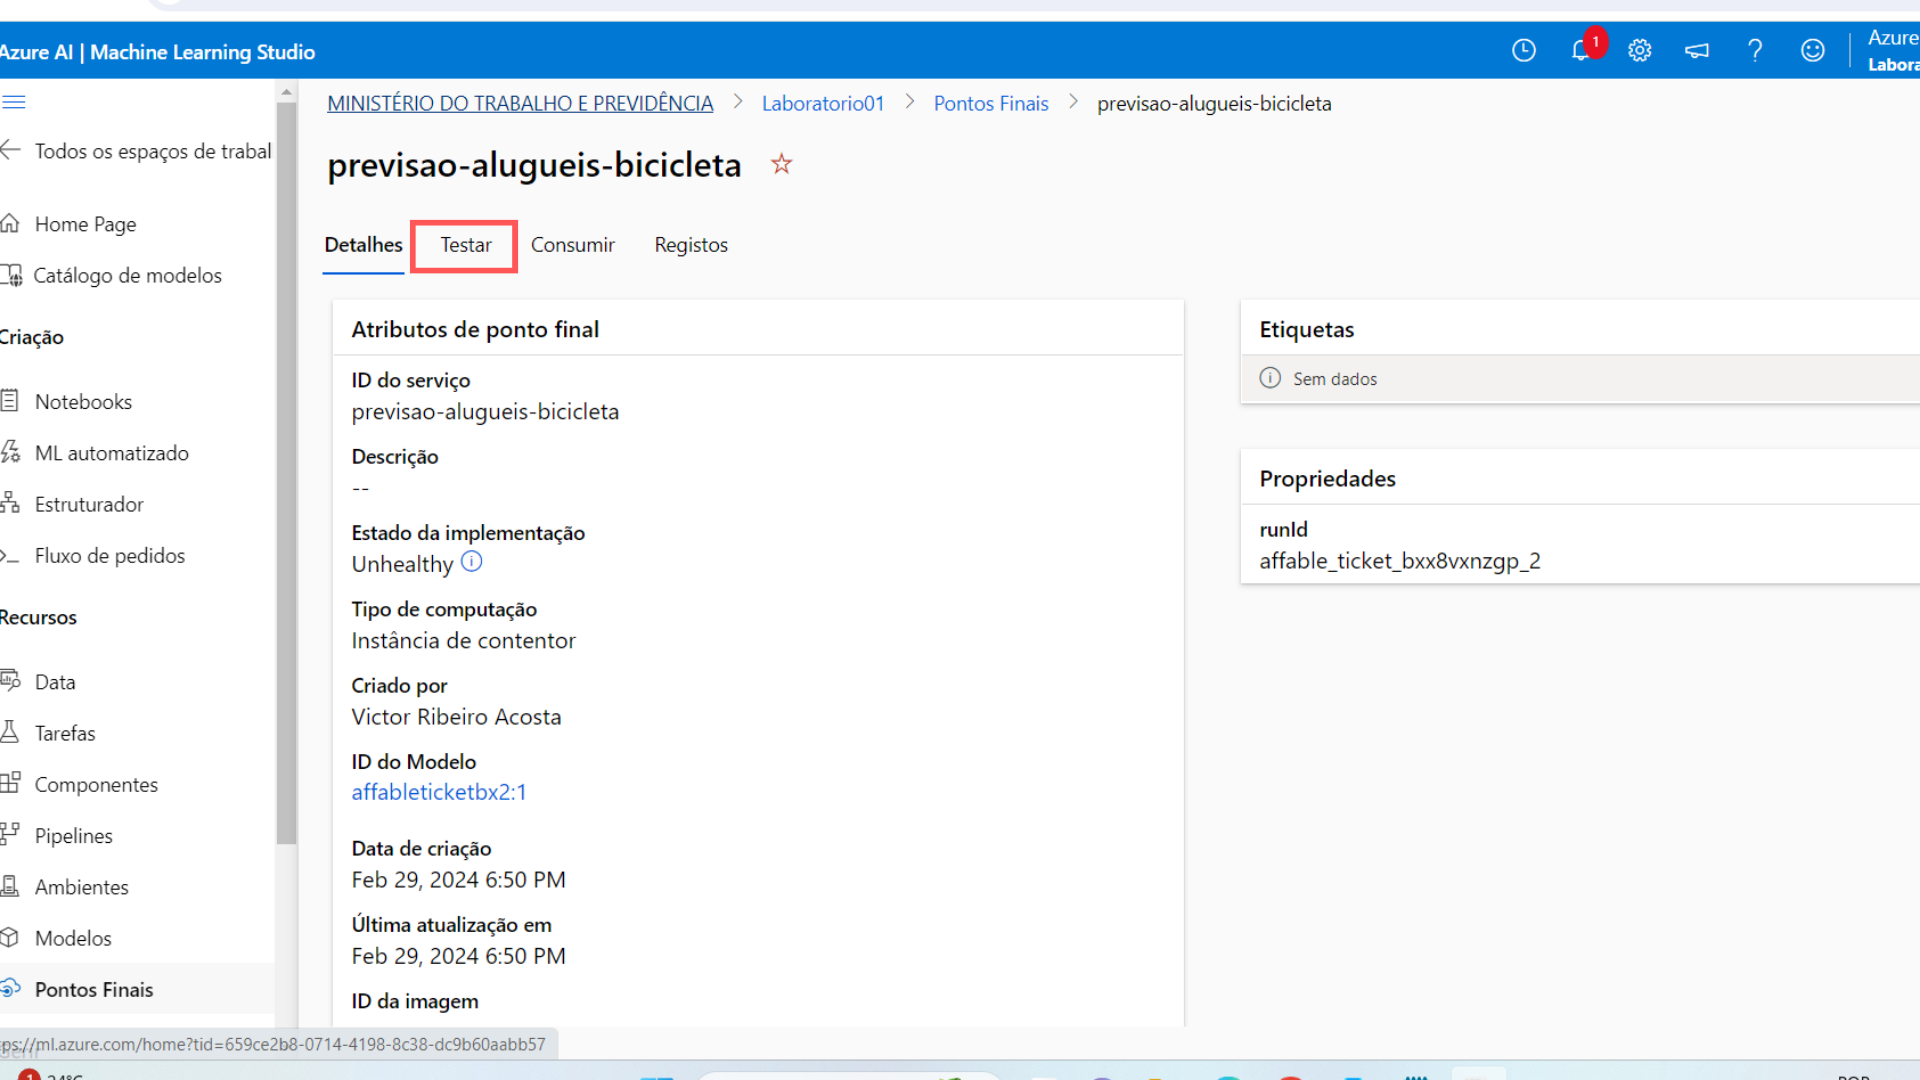 Azure AI | Machine Learning Studio
1
Azure
Labora
MINISTÉRIO DO TRABALHO E PREVIDÊNCIA > Laboratorio01 > Pontos Finais > previsao-alugueis-bicicleta
Todos os espaços de trabal
previsao-alugueis-bicicleta
Home Page
Catálogo de modelos
Criação
Notebooks
ML automatizado
Estruturador
Fluxo de pedidos
Recursos
Data
Tarefas
Componentes
Pipelines
Ambientes
Modelos
Pontos Finais
Detalhes Testar Consumir Registos
Atributos de ponto final
ID do serviço
previsao-alugueis-bicicleta
Descrição
--
Estado da implementação
Unhealthy
Tipo de computação
Instância de contentor
Criado por
Victor Ribeiro Acosta
ID do Modelo
affableticketbx2:1
Data de criação
Feb 29, 2024 6:50 PM
Última atualização em
Feb 29, 2024 6:50 PM
ID da imagem
Etiquetas
Sem dados
Propriedades
runId
affable_ticket_bxx8vxnzgp_2
ps://ml.azure.com/home?tid=659ce2b8-0714-4198-8c38-dc9b60aabb57